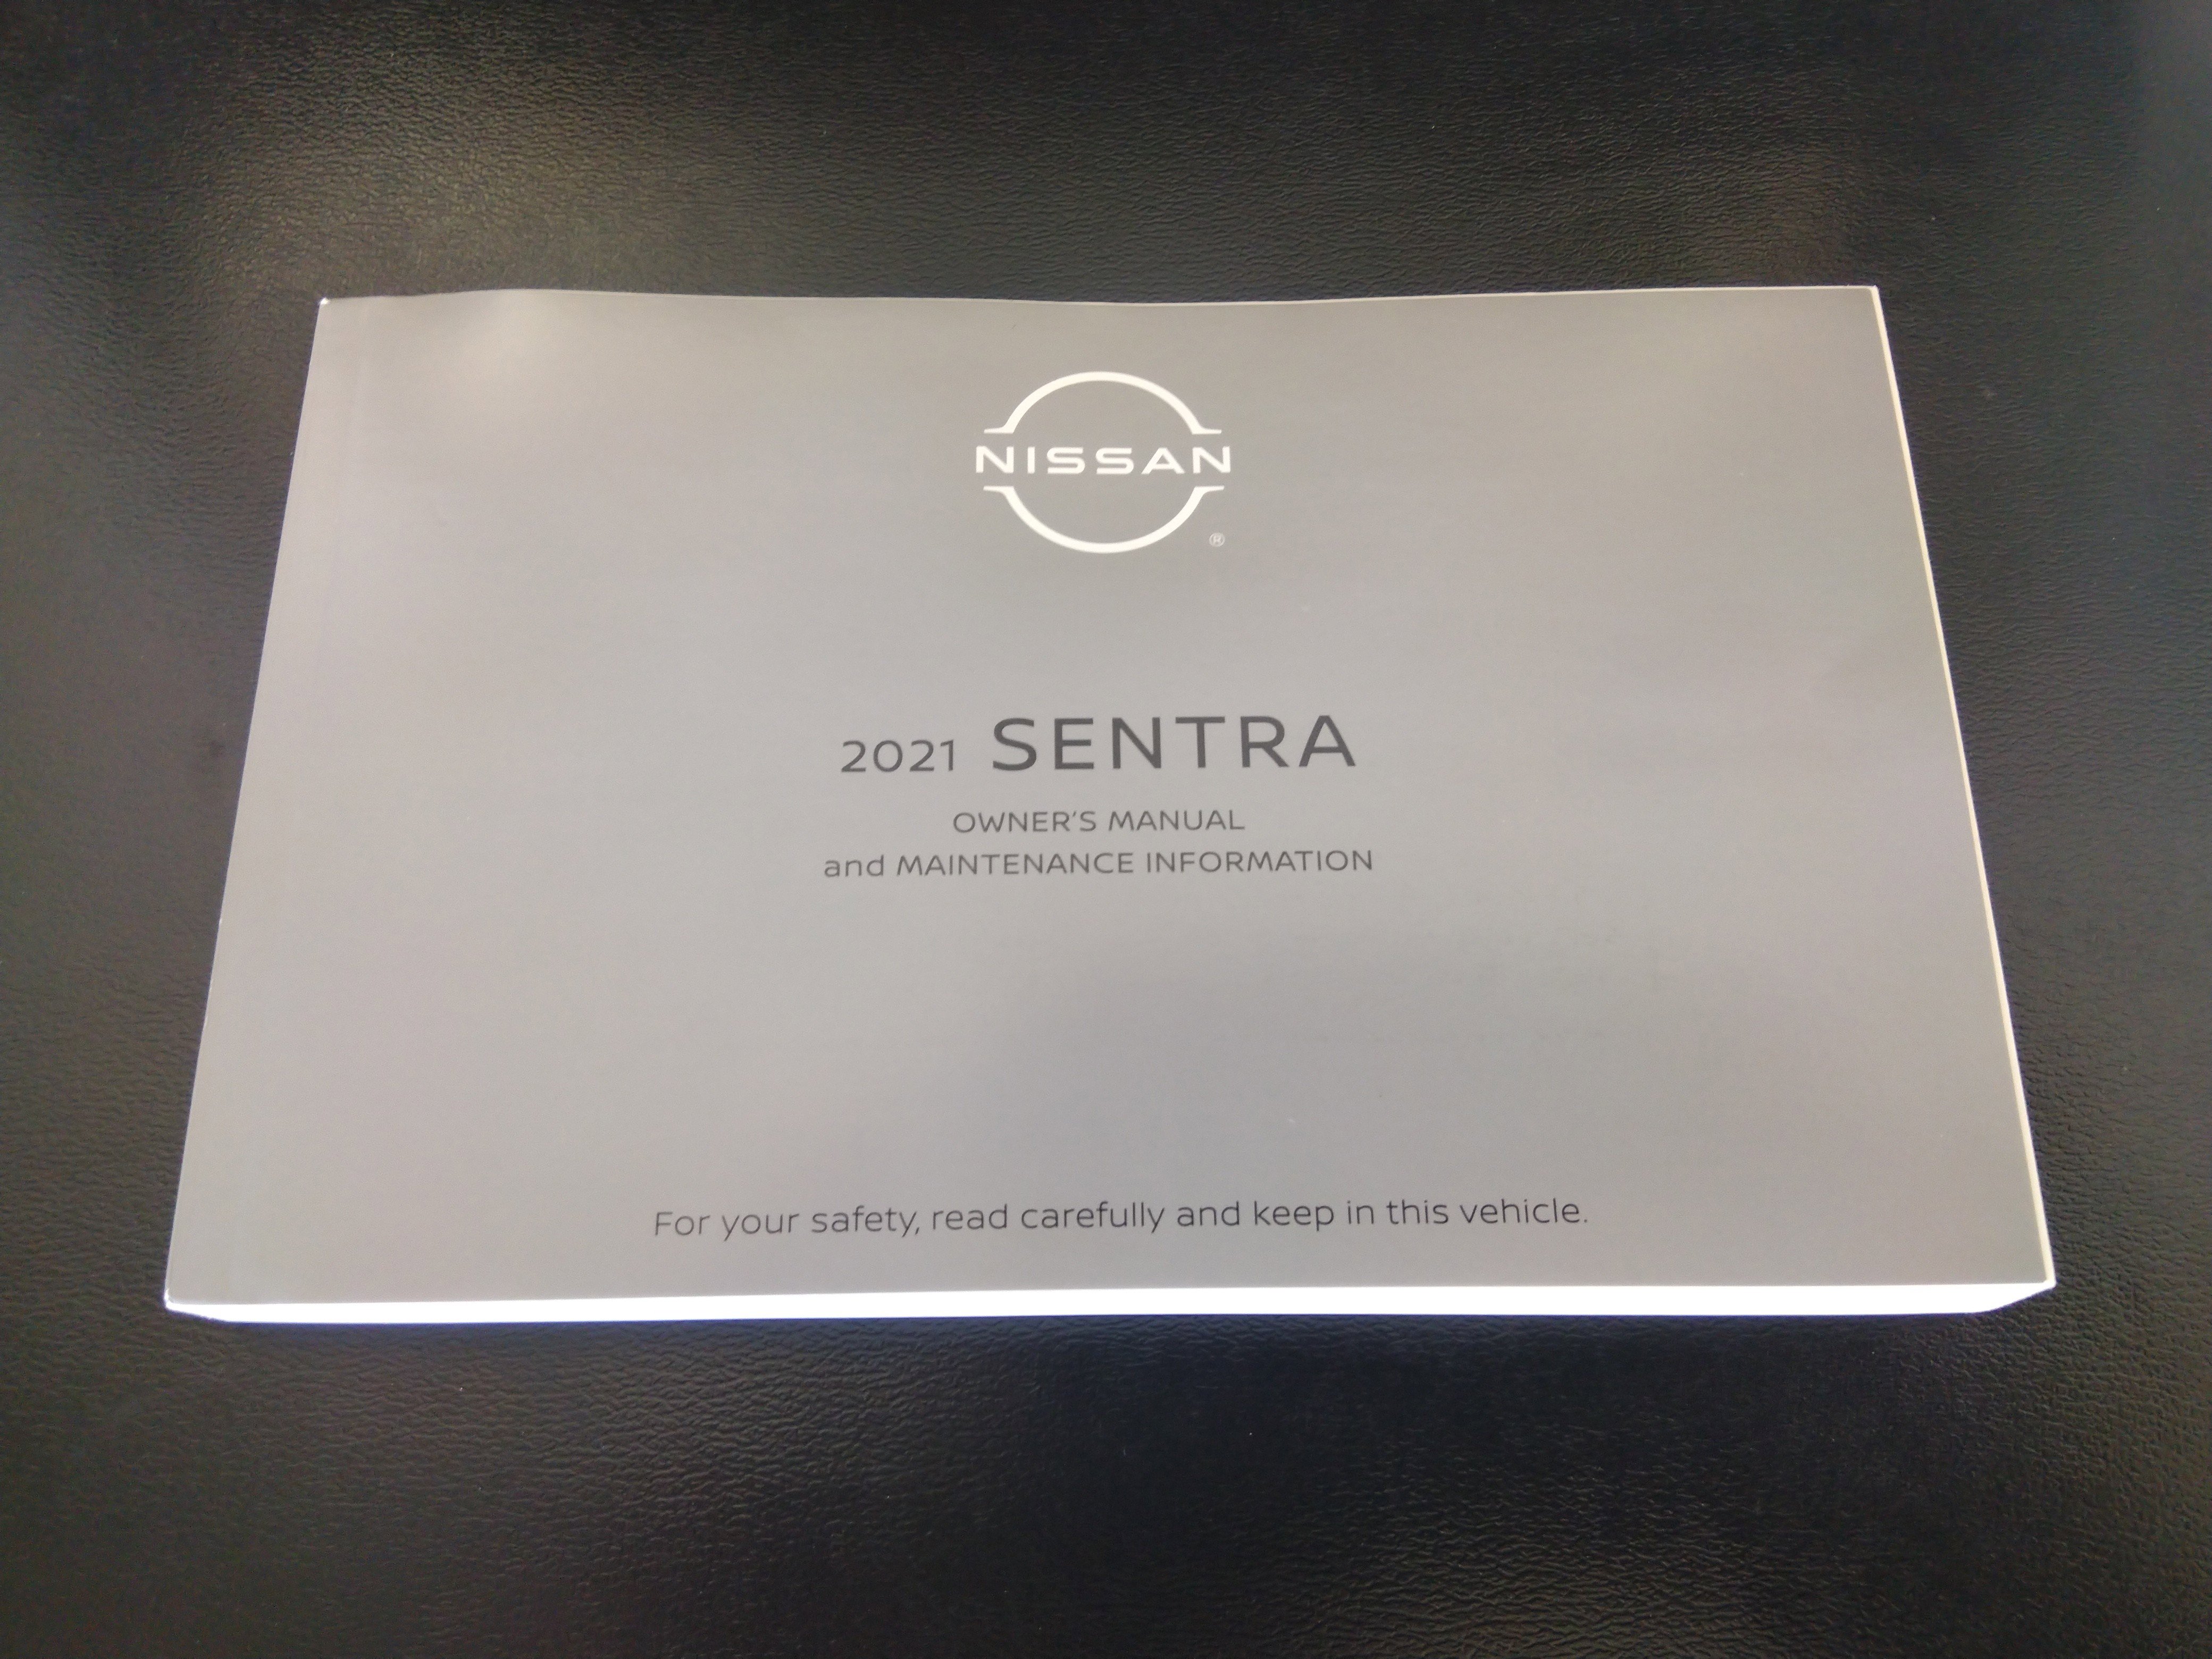 NISSAN
®
2021 SENTRA
OWNER'S MANUAL
and MAINTENANCE INFORMATION
For your safety, read carefully and keep in this vehicle.